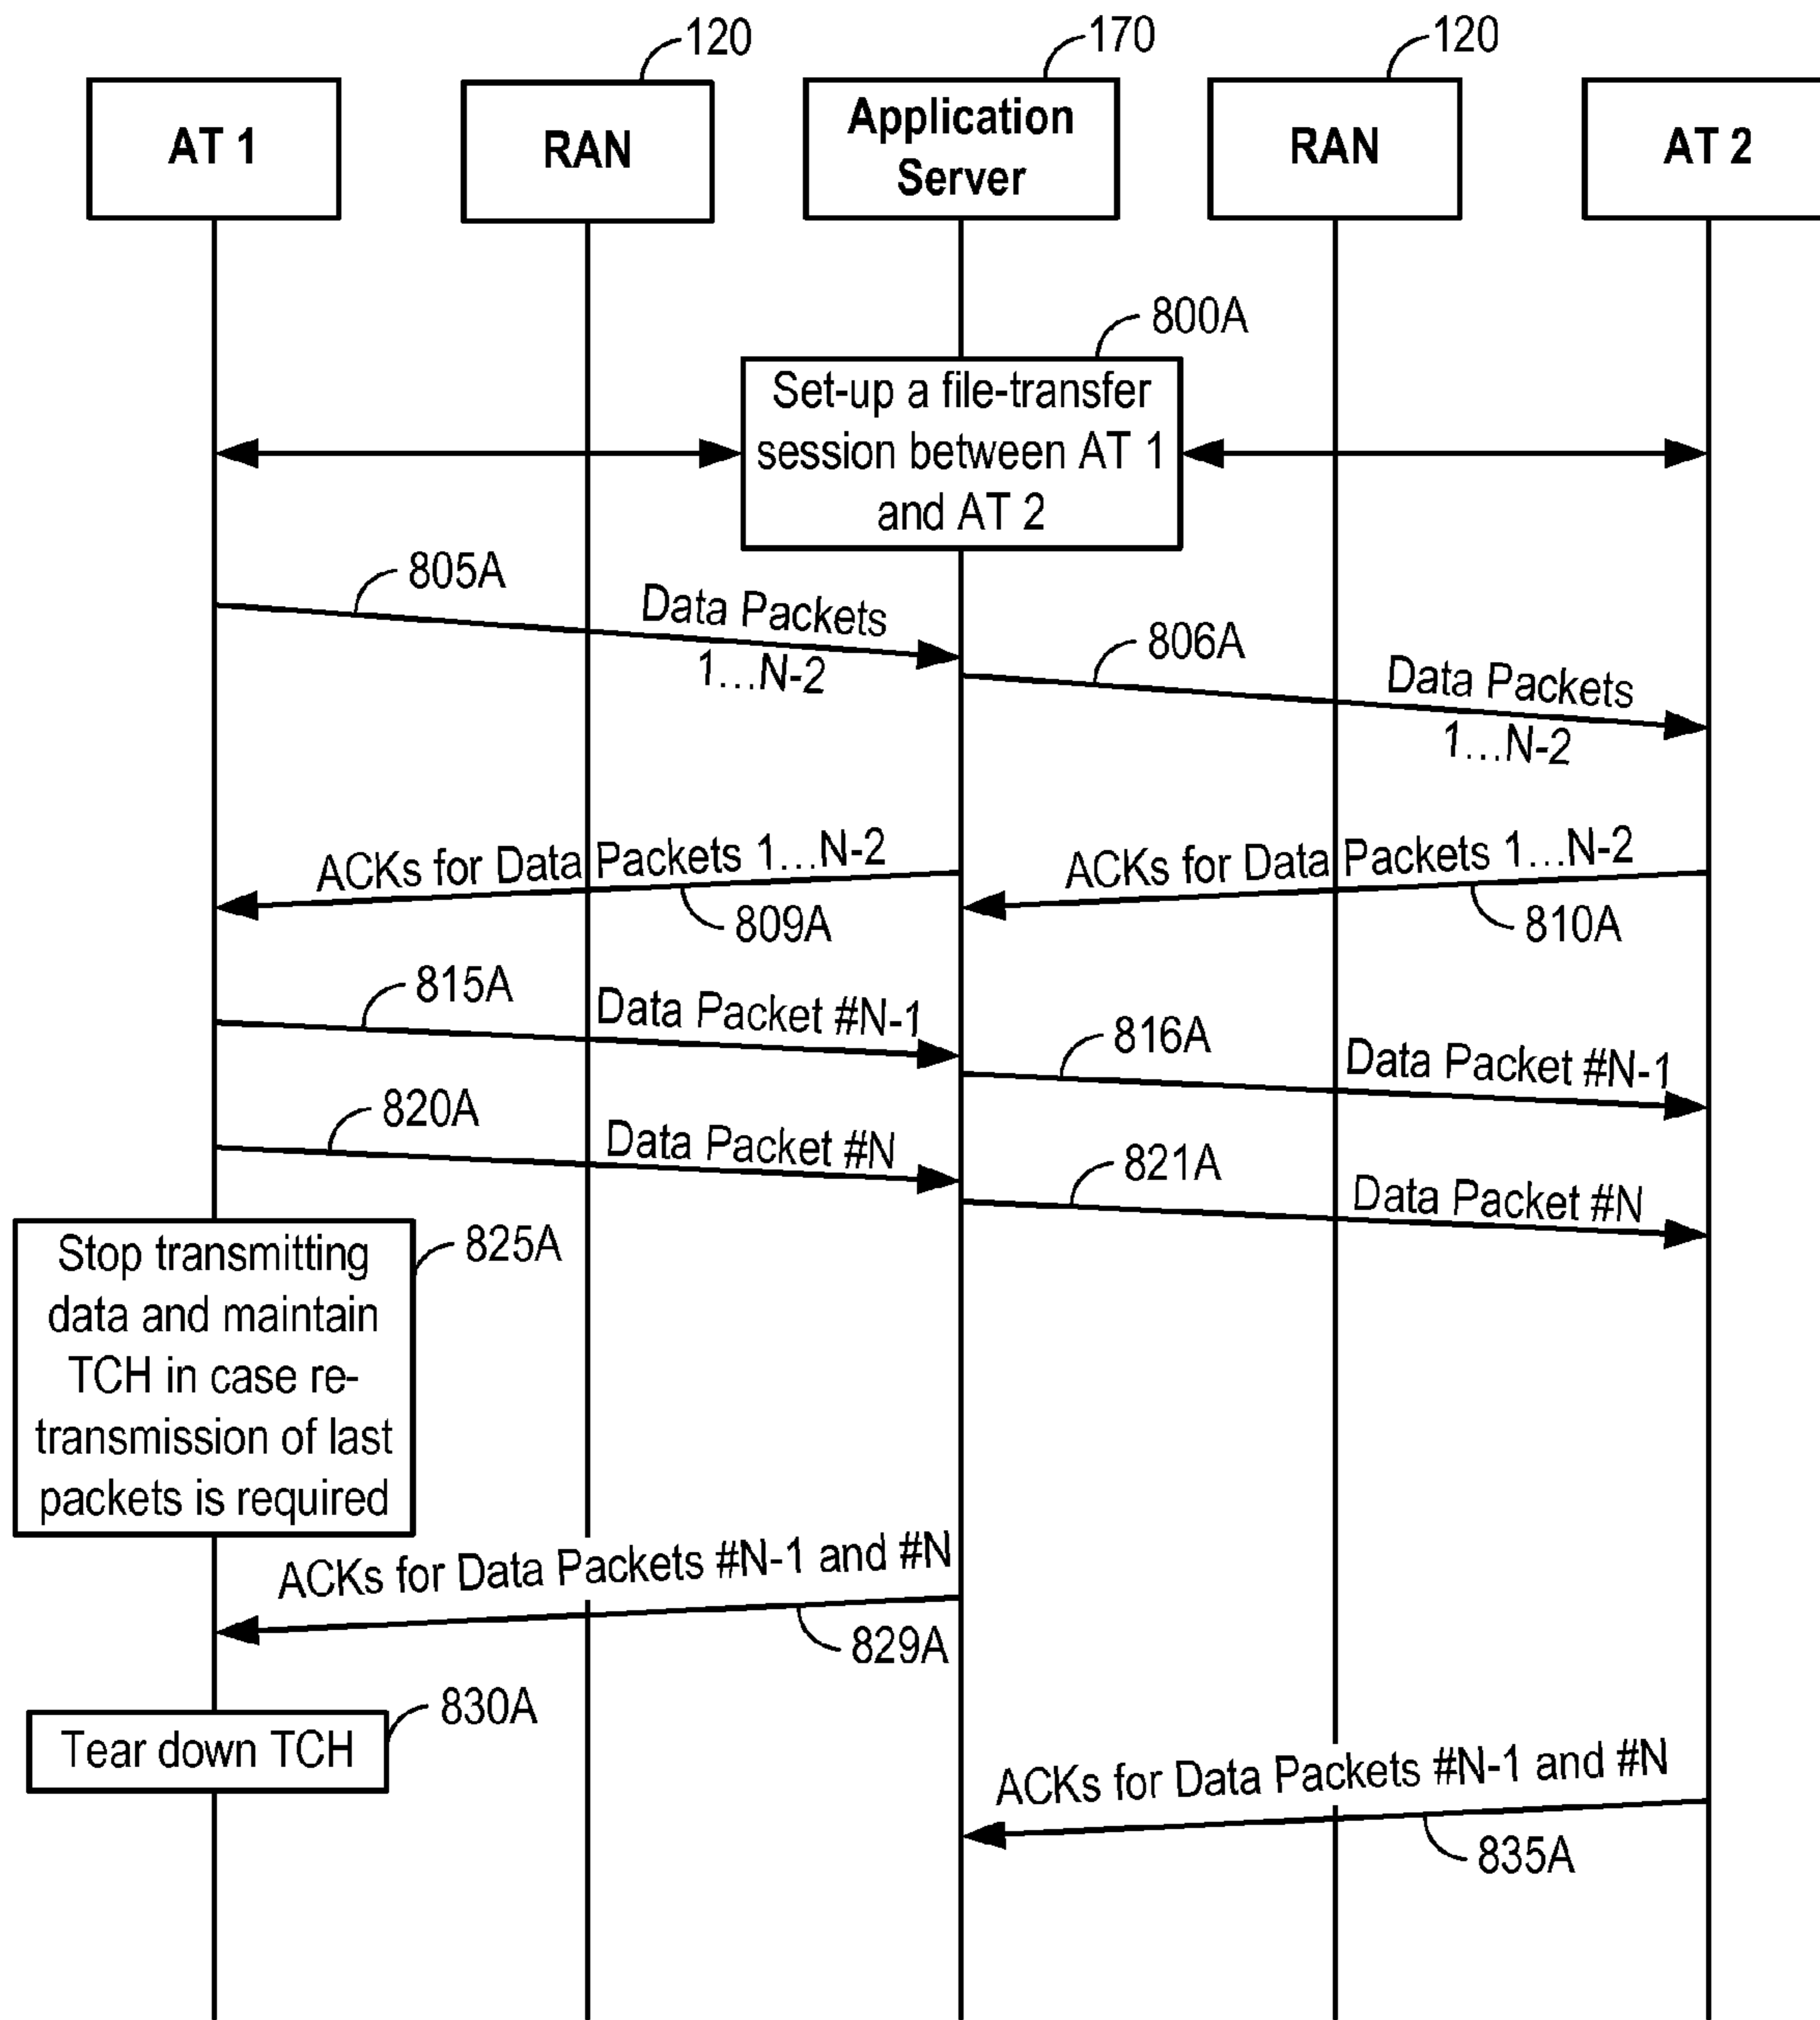 120
170
120
AT 1
RAN
Application
Server
RAN
AT 2
800A
Set-up a file-transfer
session between AT 1
and AT 2
805A
Data Packets
1...N-2
806A
Data Packets
1...N-2
ACKs for Data Packets 1...N-2
809A
ACKs for Data Packets 1...N-2
810A
815A
Data Packet #N-1
816A
Data Packet #N-1
820A
Data Packet #N
821A
Data Packet #N
825A
Stop transmitting
data and maintain
TCH in case re-
transmission of last
packets is required
ACKs for Data Packets #N-1 and #N
829A
830A
Tear down TCH
ACKs for Data Packets #N-1 and #N
835A